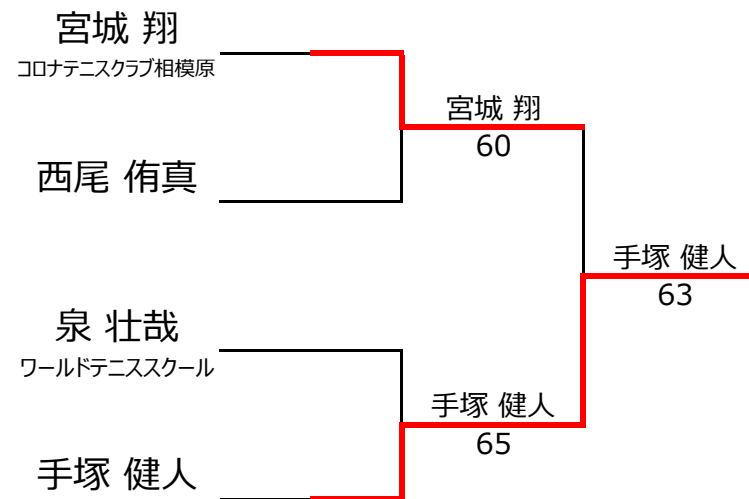 宮城 翔
コロナテニスクラブ相模原
宮城 翔
60
西尾 侑真
手塚 健人
63
泉 壮哉
ワールドテニススクール
手塚 健人
65
手塚 健人